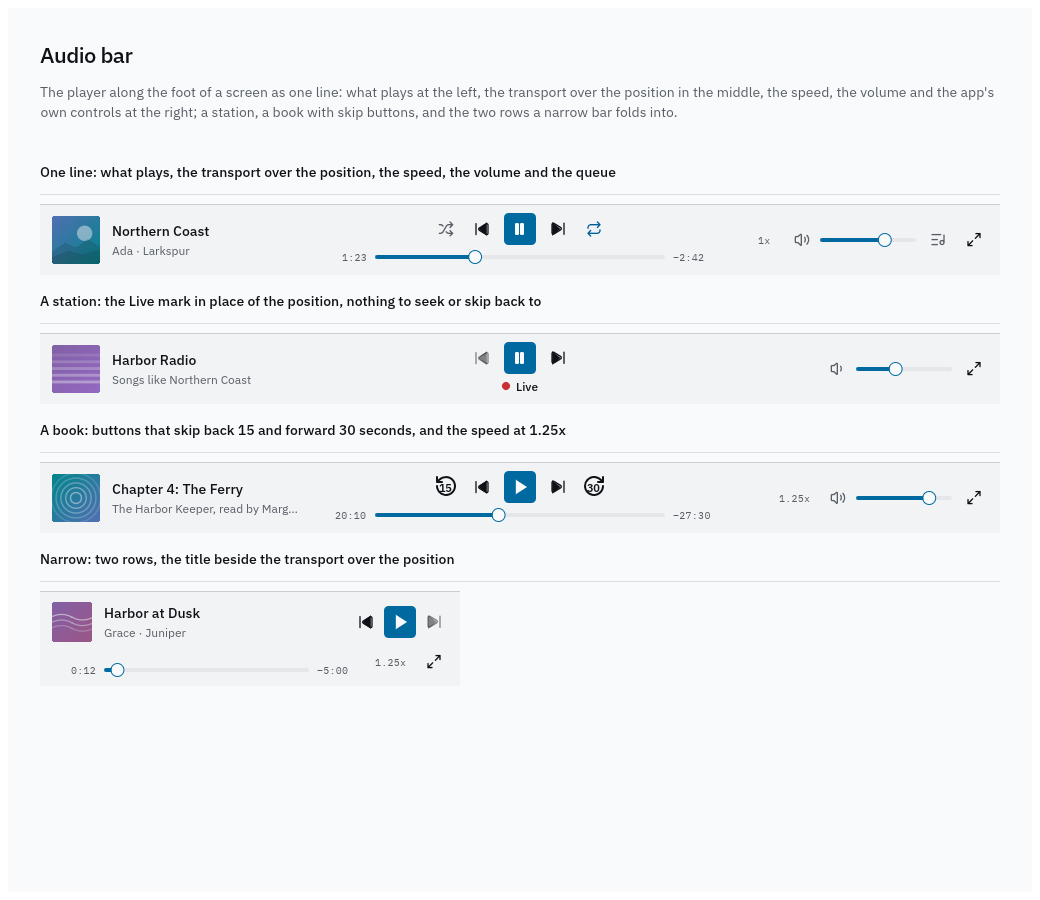 Audio bar
The player along the foot of a screen as one line: what plays at the left, the transport over the position in the middle, the speed, the volume and the app's
own controls at the right; a station, a book with skip buttons, and the two rows a narrow bar folds into.
One line: what plays, the transport over the position, the speed, the volume and the queue
Northern Coast
Ada · Larkspur
1:23
−2:42
1x
A station: the Live mark in place of the position, nothing to seek or skip back to
Harbor Radio
Songs like Northern Coast
Live
A book: buttons that skip back 15 and forward 30 seconds, and the speed at 1.25x
Chapter 4: The Ferry
The Harbor Keeper, read by Marg…
15
30
20:10
−27:30
1.25x
Narrow: two rows, the title beside the transport over the position
Harbor at Dusk
Grace · Juniper
0:12
−5:00
1.25x